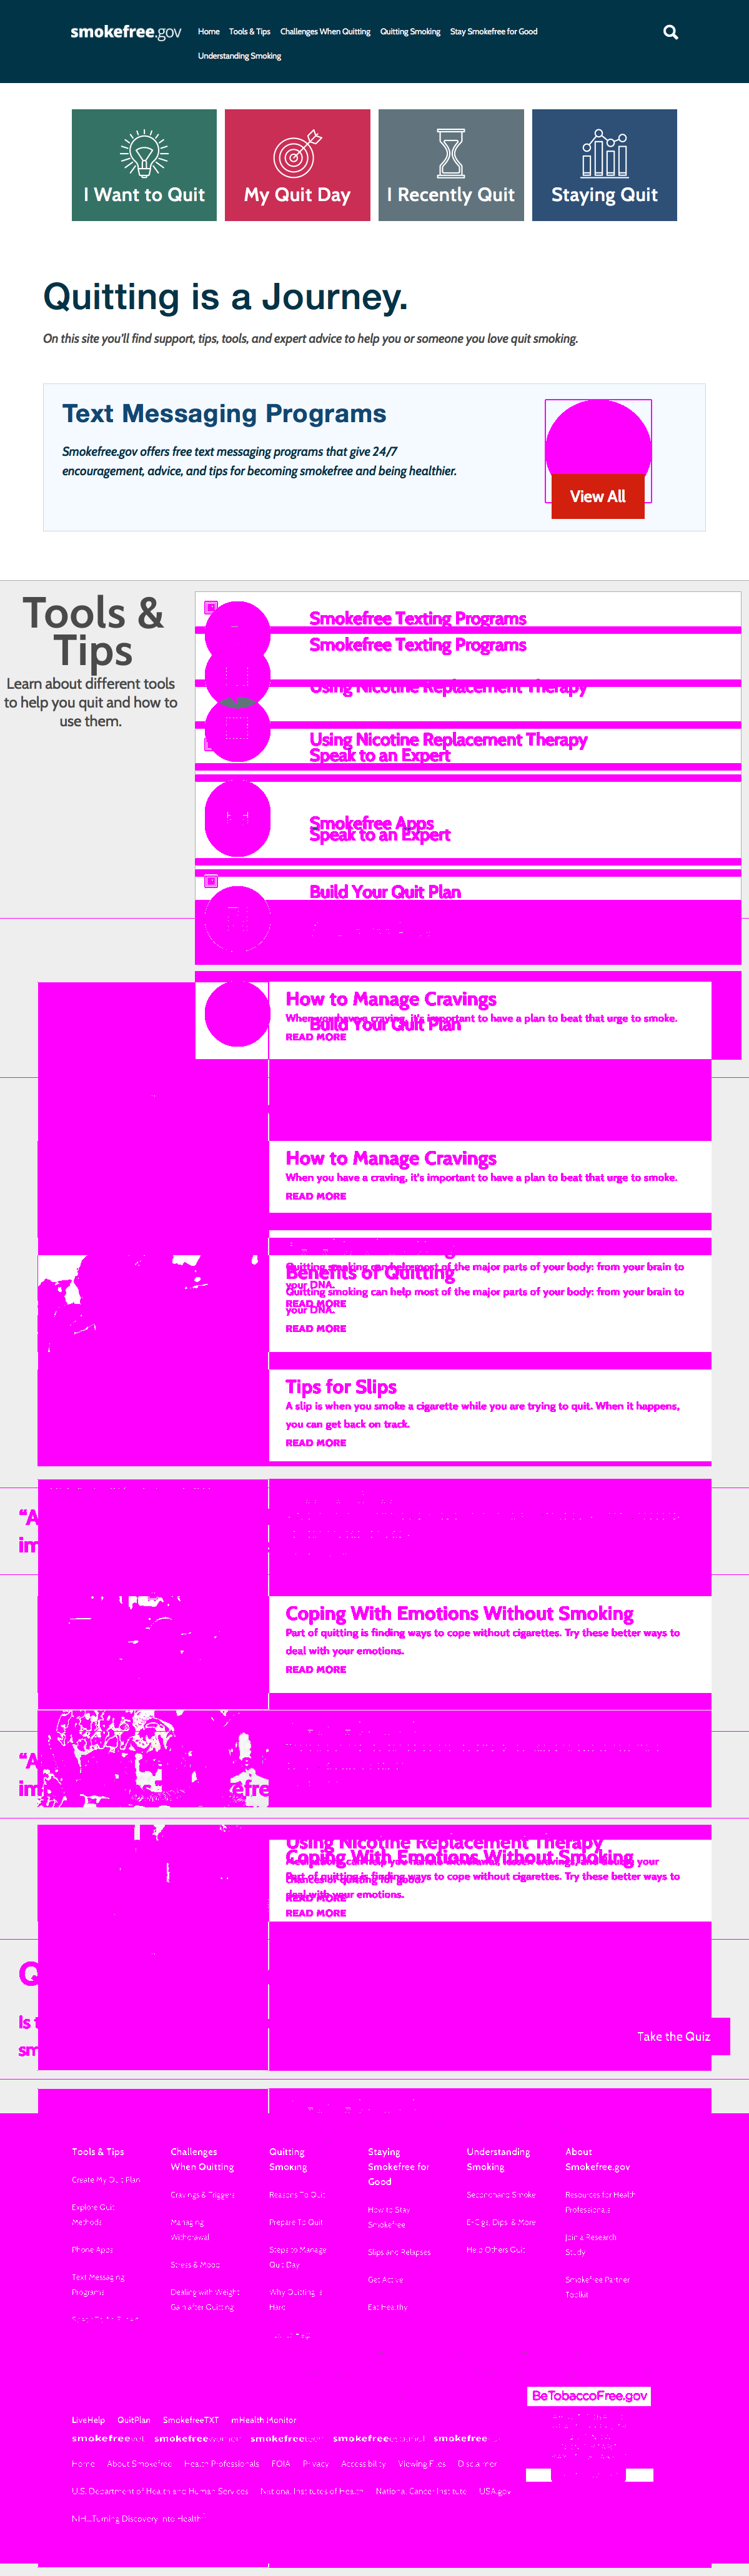 smokefree.gov
Home Tools & Tips Challenges When Quitting Quitting Smoking Stay Smokefree for Good
Understanding Smoking
I Want to Quit
My Quit Day
I Recently Quit
Staying Quit
Quitting is a Journey.
On this site you'll find support, tips, tools, and expert advice to help you or someone you love quit smoking.
Text Messaging Programs
Smokefree.gov offers free text messaging programs that give 24/7
encouragement, advice, and tips for becoming smokefree and being healthier.
View All
Tools &
Tips
Learn about different tools
to help you quit and how to
use them.
Smokefree Texting Programs
Smokefree Texting Programs
Using Nicotine Replacement Therapy
Using Nicotine Replacement Therapy
Speak to an Expert
Smokefree Apps
Speak to an Expert
Build Your Quit Plan
How to Manage Cravings
When you have a craving, it's important to have a plan to beat that urge to smoke.
Build Your Quit Plan
READ MORE
How to Manage Cravings
When you have a craving, it's important to have a plan to beat that urge to smoke.
READ MORE
Benefits of Quitting
Quitting smoking can help most of the major parts of your body: from your brain to
your DNA.
READ MORE
Quitting smoking can help most of the major parts of your body: from your brain to
your DNA.
READ MORE
Tips for Slips
A slip is when you smoke a cigarette while you are trying to quit. When it happens,
you can get back on track.
READ MORE
“A
im
Coping With Emotions Without Smoking
Part of quitting is finding ways to cope without cigarettes. Try these better ways to
deal with your emotions.
READ MORE
“A
im
efre
Using Nicotine Replacement Therapy
Coping With Emotions Without Smoking
Part of quitting is finding ways to cope without cigarettes. Try these better ways to
chances of quitting for good.
deal with your emotions.
READ MORE
READ MORE
Q
Is t
sm
Take the Quiz
Tools & Tips
Create My Quit Plan
Explore Quit
Methods
Phone Apps
Text Messaging
Programs
Challenges
When Quitting
Cravings & Triggers
Managing
Withdrawal
Stress & Mood
Dealing with Weight
Gain after Quitting
Quitting
Smoking
Reasons To Quit
Prepare To Quit
Steps to Manage
Quit Day
Why Quitting Is
Hard
Staying
Smokefree for
Good
How to Stay
Smokefree
Slips and Relapses
Get Active
Eat Healthy
Understanding
Smoking
Secondhand Smoke
E-Cigs, Dips & More
Help Others Quit
About
Smokefree.gov
Resources for Health
Professionals
Join a Research
Study
Smokefree Partner
Toolkit
BeTobaccoFree.gov
LiveHelp QuitPlan SmokefreeTXT mHealth Monitor
smokefreevet smokefreewomen smokefreeteen smokefreeespañol smokefree
Home About Smokefree Health Professionals FOIA Privacy Accessibility Viewing Files Disclaimer
U.S. Department of Health and Human Services National Institutes of Health National Cancer Institute USA.gov
NIH...Turning Discovery Into Health